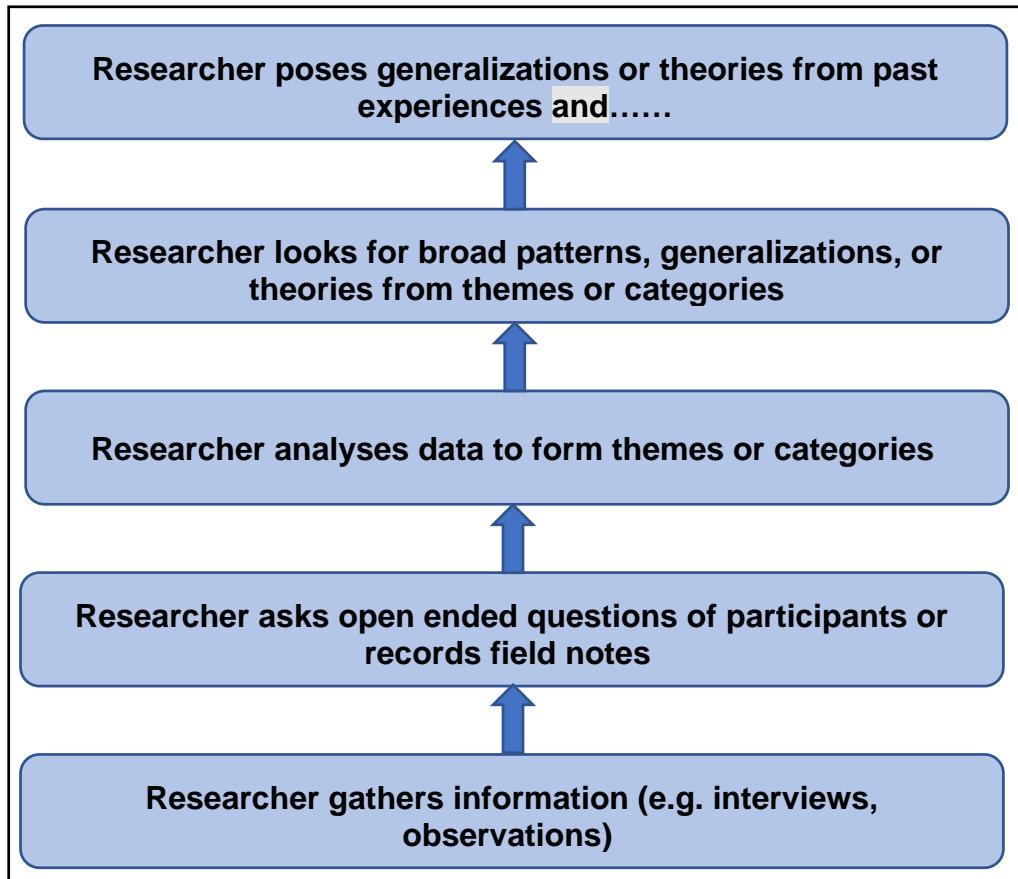 Researcher poses generalizations or theories from past
experiences and……
Researcher looks for broad patterns, generalizations, or
theories from themes or categories
Researcher analyses data to form themes or categories
Researcher asks open ended questions of participants or
records field notes
Researcher gathers information (e.g. interviews,
observations)